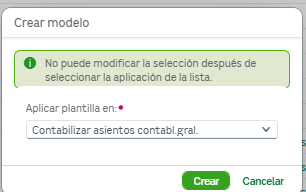 Crear modelo
No puede modificar la selección después de
seleccionar la aplicación de la lista.
Aplicar plantilla en:
Contabilizar asientos contabl.gral.
Crear
Cancelar